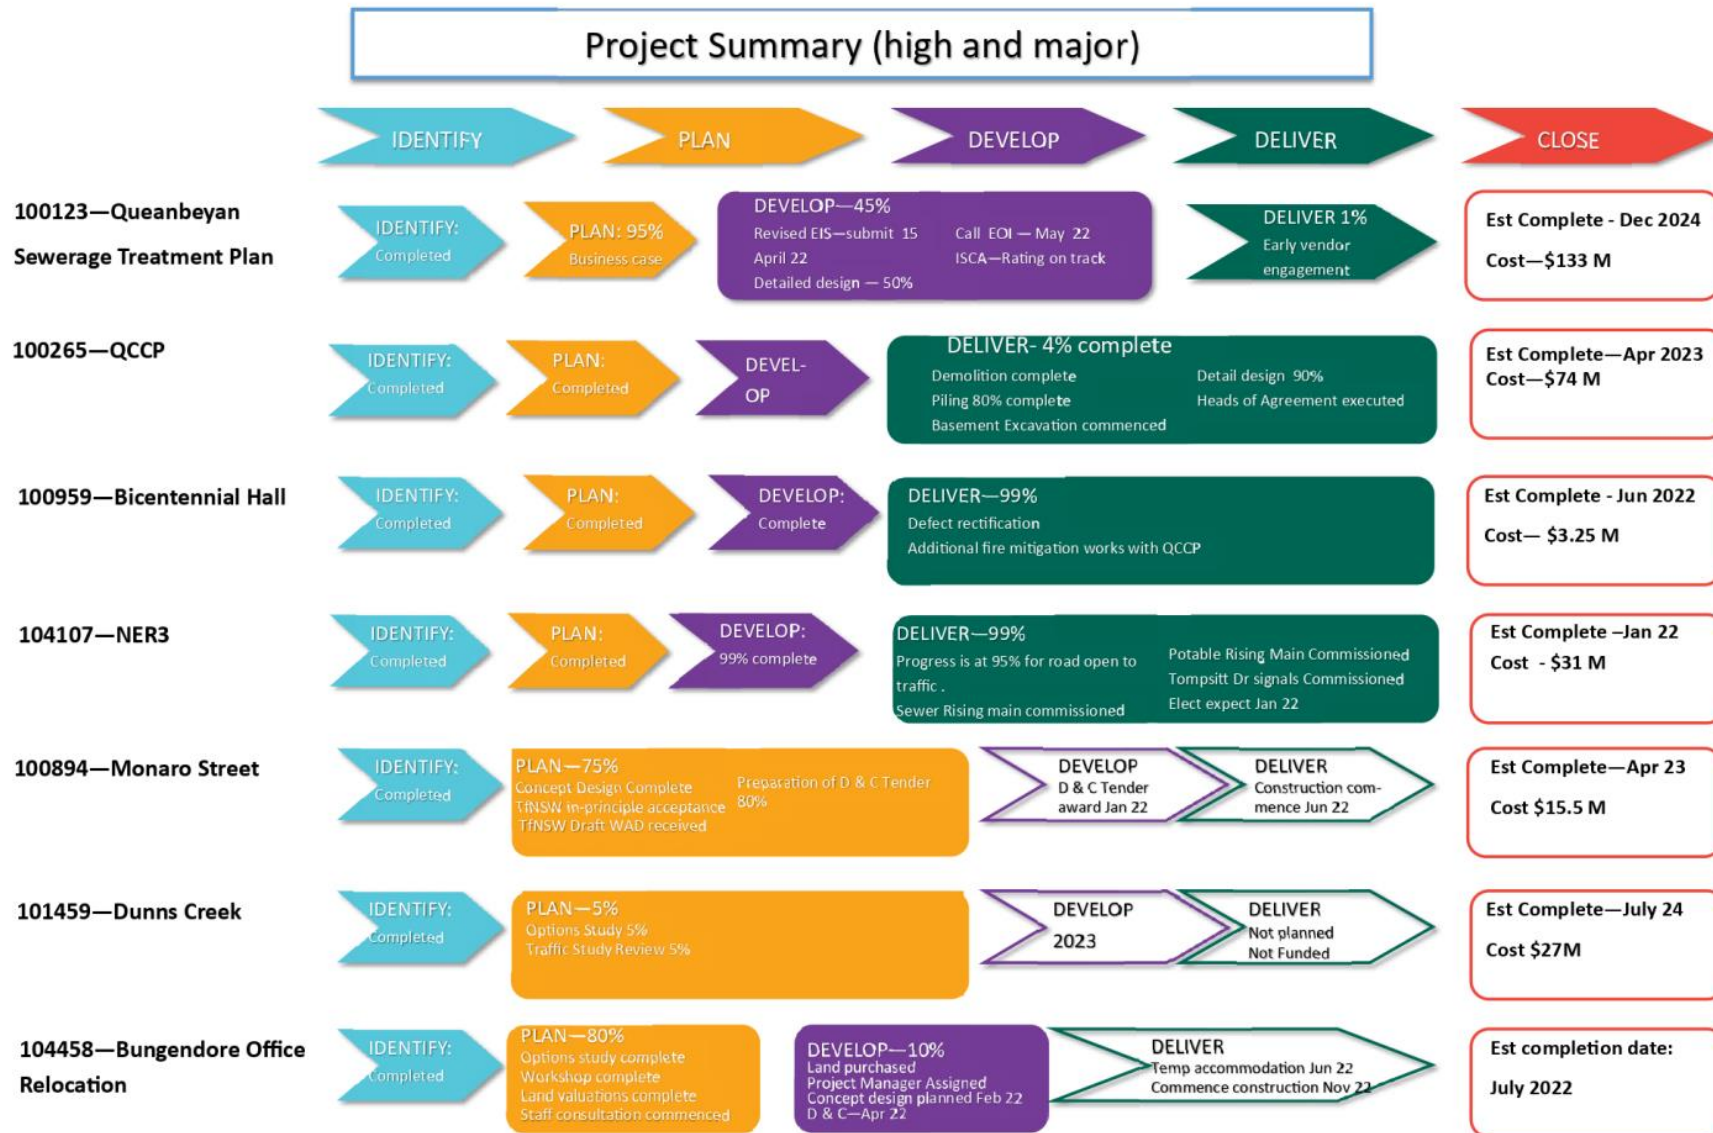 Project Summary (high and major)
IDENTIFY
PLAN
DEVELOP
DELIVER
CLOSE
100123—Queanbeyan
Sewerage Treatment Plan
IDENTIFY:
Completed
PLAN: 95%
Business case
DEVELOP—45%
Revised EIS—submit 15
April 22
Detailed design — 50%
Call EOI — May 22
ISCA—Rating on track
DELIVER 1%
Early vendor
engagement
Est Complete - Dec 2024
Cost—$133 M
100265—QCCP
IDENTIFY:
Completed
PLAN:
Completed
DEVEL-
OP
DELIVER- 4% complete
Demolition complete
Piling 80% complete
Basement Excavation commenced
Detail design 90%
Heads of Agreement executed
Est Complete—Apr 2023
Cost—$74 M
100959—Bicentennial Hall
IDENTIFY:
Completed
PLAN:
Completed
DEVELOP:
Complete
DELIVER—99%
Defect rectification
Additional fire mitigation works with QCCP
Est Complete - Jun 2022
Cost— $3.25 M
104107—NER3
IDENTIFY:
Completed
PLAN:
Completed
DEVELOP:
99% complete
DELIVER—99%
Progress is at 95% for road open to
traffic .
Sewer Rising main commissioned
Potable Rising Main Commissioned
Tompsitt Dr signals Commissioned
Elect expect Jan 22
Est Complete –Jan 22
Cost - $31 M
100894—Monaro Street
IDENTIFY:
Completed
PLAN—75%
Concept Design Complete
TfNSW in-principle acceptance
TfNSW Draft WAD received
Preparation of D & C Tender
80%
DEVELOP
D & C Tender
award Jan 22
DELIVER
Construction com-
mence Jun 22
Est Complete—Apr 23
Cost $15.5 M
101459—Dunns Creek
IDENTIFY:
Completed
PLAN—5%
Options Study 5%
Traffic Study Review 5%
DEVELOP
2023
DELIVER
Not planned
Not Funded
Est Complete—July 24
Cost $27M
104458—Bungendore Office
Relocation
IDENTIFY:
Completed
PLAN—80%
Options study complete
Workshop complete
Land valuations complete
Staff consultation commenced
DEVELOP—10%
Land purchased
Project Manager Assigned
Concept design planned Feb 22
D & C—Apr 22
DELIVER
Temp accommodation Jun 22
Commence construction Nov 22
Est completion date:
July 2022